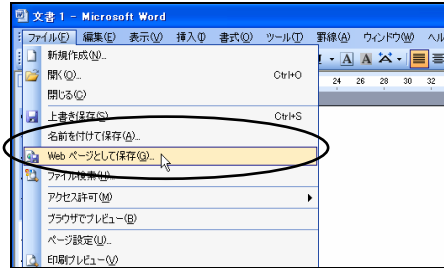 文書 1 - Microsoft Word
ファイル(F) 編集(E) 表示(V) 挿入(I) 書式(O) ツール(T) 罫線(A) ウィンドウ(W) ヘル
新規作成(N)...
開く(O)... Ctrl+O
閉じる(C)
上書き保存(S) Ctrl+S
名前を付けて保存(A)...
Web ページとして保存(G)...
ファイル検索(H)...
アクセス許可(M)
ブラウザでプレビュー(B)
ページ設定(U)...
印刷プレビュー(V)
A A A
24 26 28 30 32